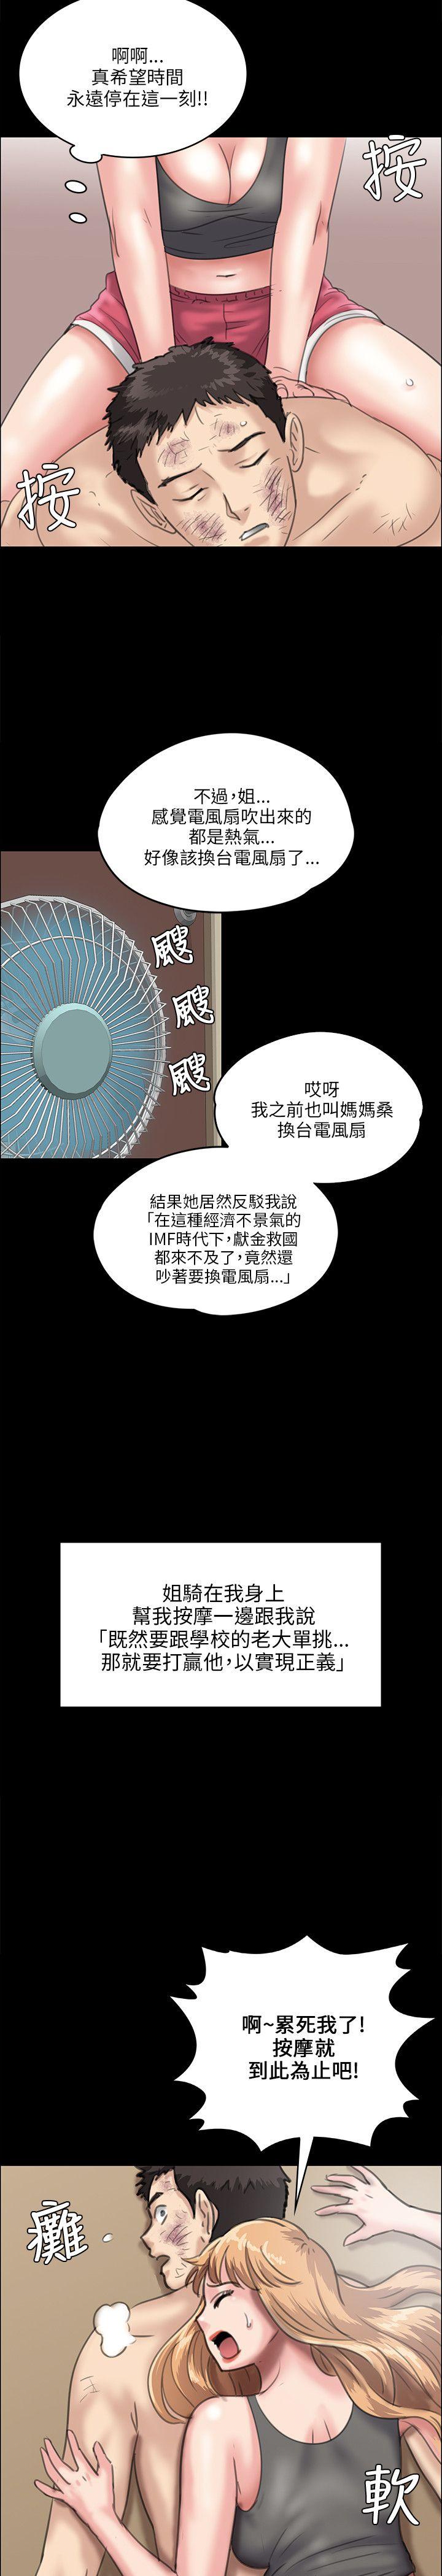 啊啊...
真希望時間
永遠停在這一刻!!
按
按
不過,姐...
感覺電風扇吹出來的
都是熱氣...
好像該換台電風扇了...
颼
颼
颼
哎呀
我之前也叫媽媽桑
換台電風扇
結果她居然反駁我說
「在這種經濟不景氣的
IMF時代下,獻金救國
都來不及了,竟然還
吵著要換電風扇...」
姐騎在我身上
幫我按摩一邊跟我說
「既然要跟學校的老大單挑...
那就要打贏他,以實現正義」
啊~累死我了!
按摩就
到此為止吧!
癱
軟